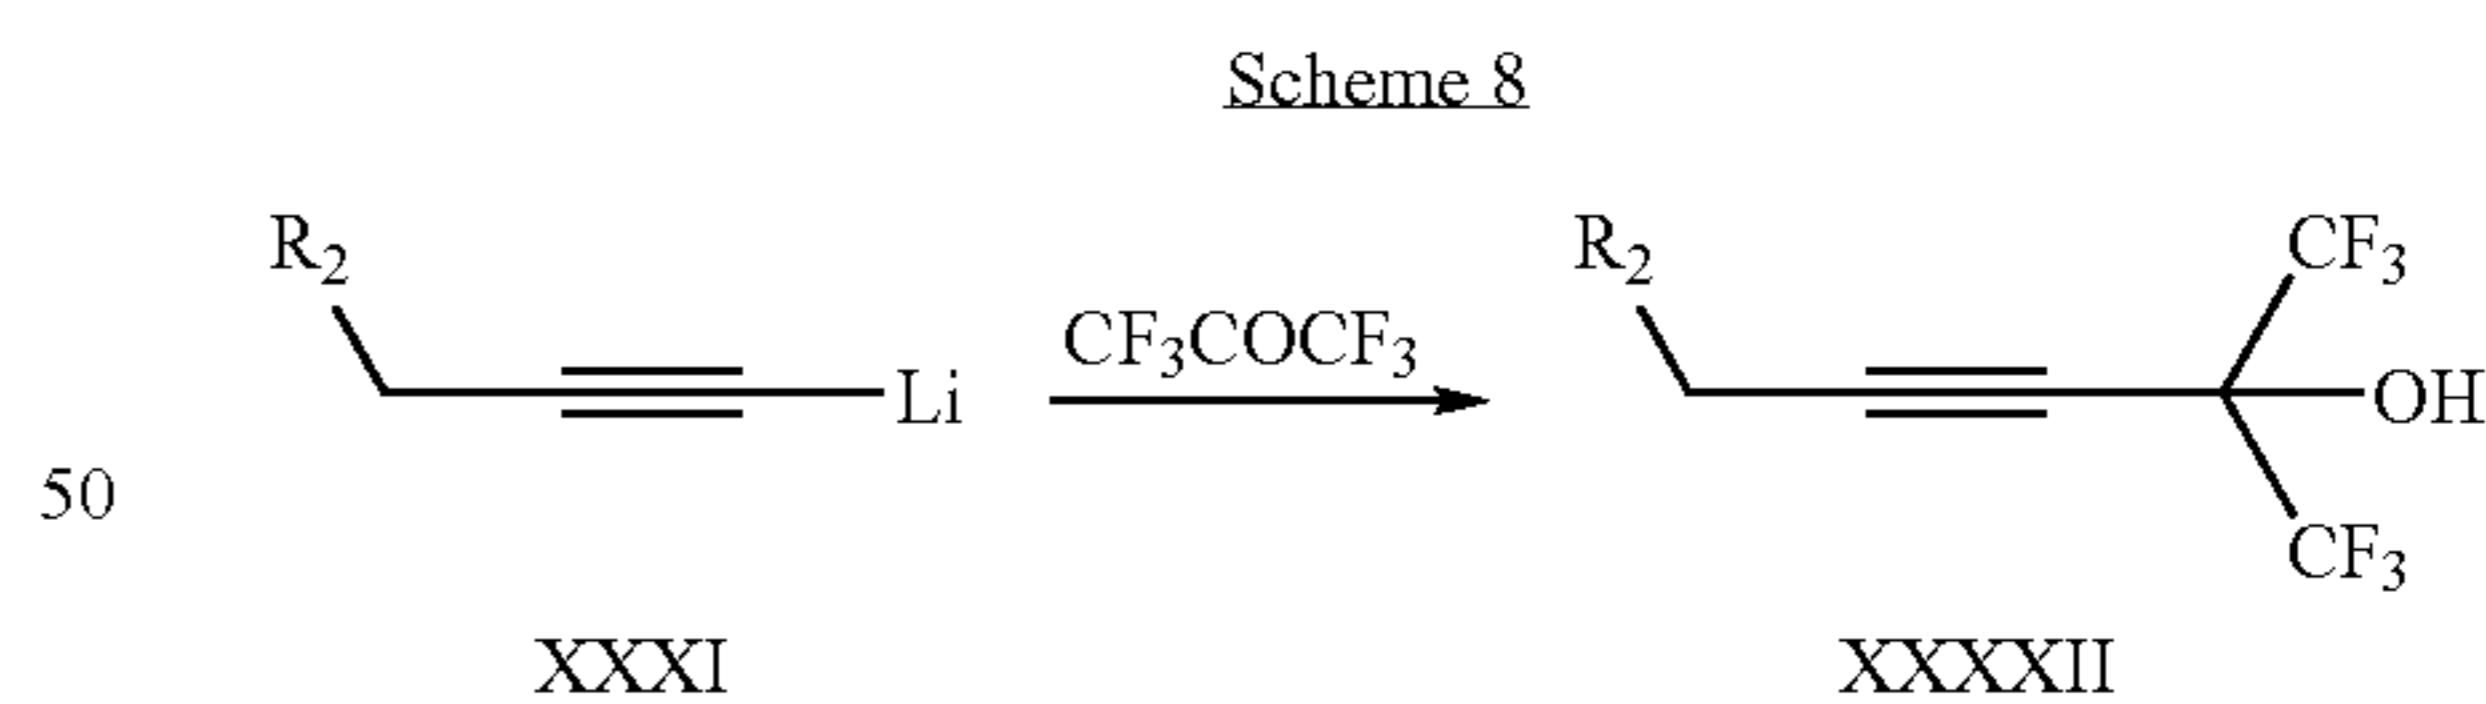 Scheme 8
R2 CF3
CF3COCF3
Li OH
50
CF3
XXXI XXXXII
R2